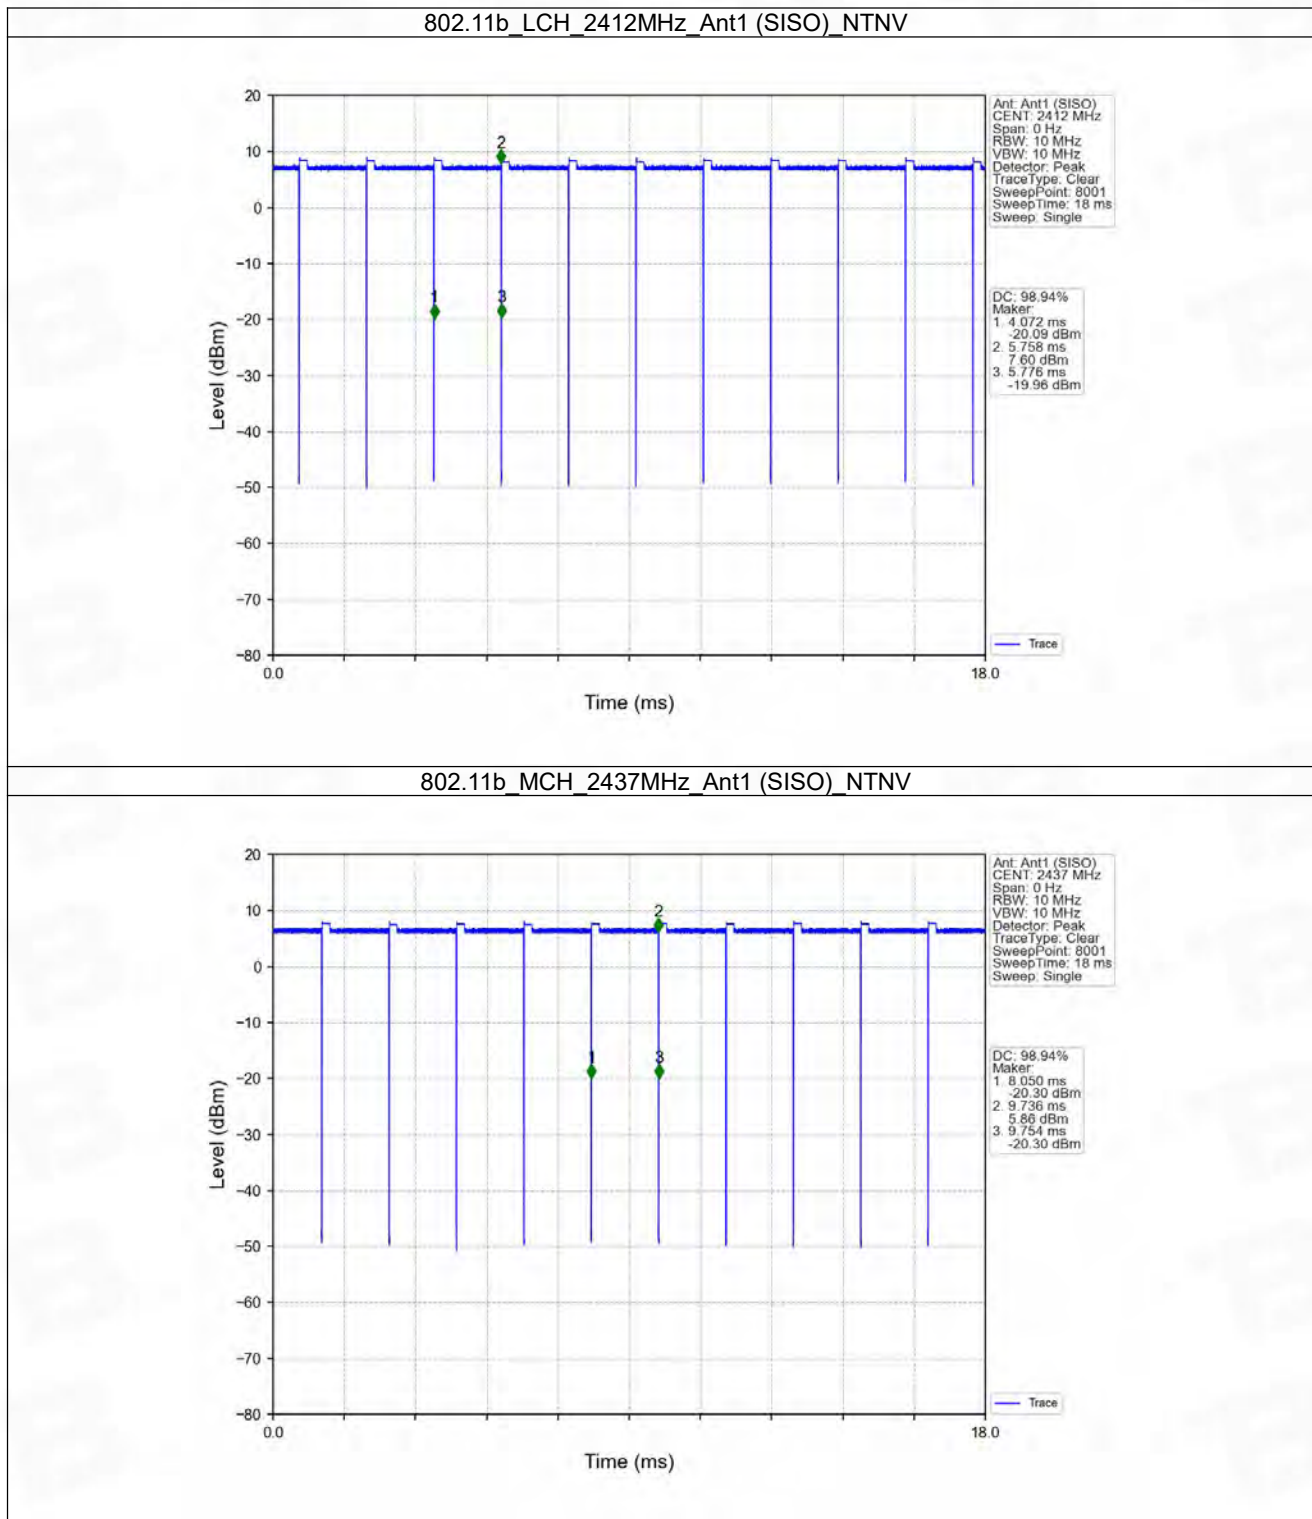 802.11b_LCH_2412MHz_Ant1 (SISO)_NTNV
Ant: Ant1 (SISO)
CENT: 2412 MHz
Span: 0 Hz
RBW: 10 MHz
VBW: 10 MHz
Detector: Peak
TraceType: Clear
SweepPoint: 8001
SweepTime: 18 ms
Sweep: Single
DC: 98.94%
Maker:
1. 4.072 ms
-20.09 dBm
2. 5.758 ms
7.60 dBm
3. 5.776 ms
-19.96 dBm
20
10
0
−10
−20
−30
−40
−50
−60
−70
−80
Level (dBm)
1
2
3
Trace
0.0
18.0
Time (ms)
802.11b_MCH_2437MHz_Ant1 (SISO)_NTNV
Ant: Ant1 (SISO)
CENT: 2437 MHz
Span: 0 Hz
RBW: 10 MHz
VBW: 10 MHz
Detector: Peak
TraceType: Clear
SweepPoint: 8001
SweepTime: 18 ms
Sweep: Single
DC: 98.94%
Maker:
1. 8.050 ms
-20.30 dBm
2. 9.736 ms
5.86 dBm
3. 9.754 ms
-20.30 dBm
20
10
0
−10
−20
−30
−40
−50
−60
−70
−80
Level (dBm)
1
2
3
Trace
0.0
18.0
Time (ms)